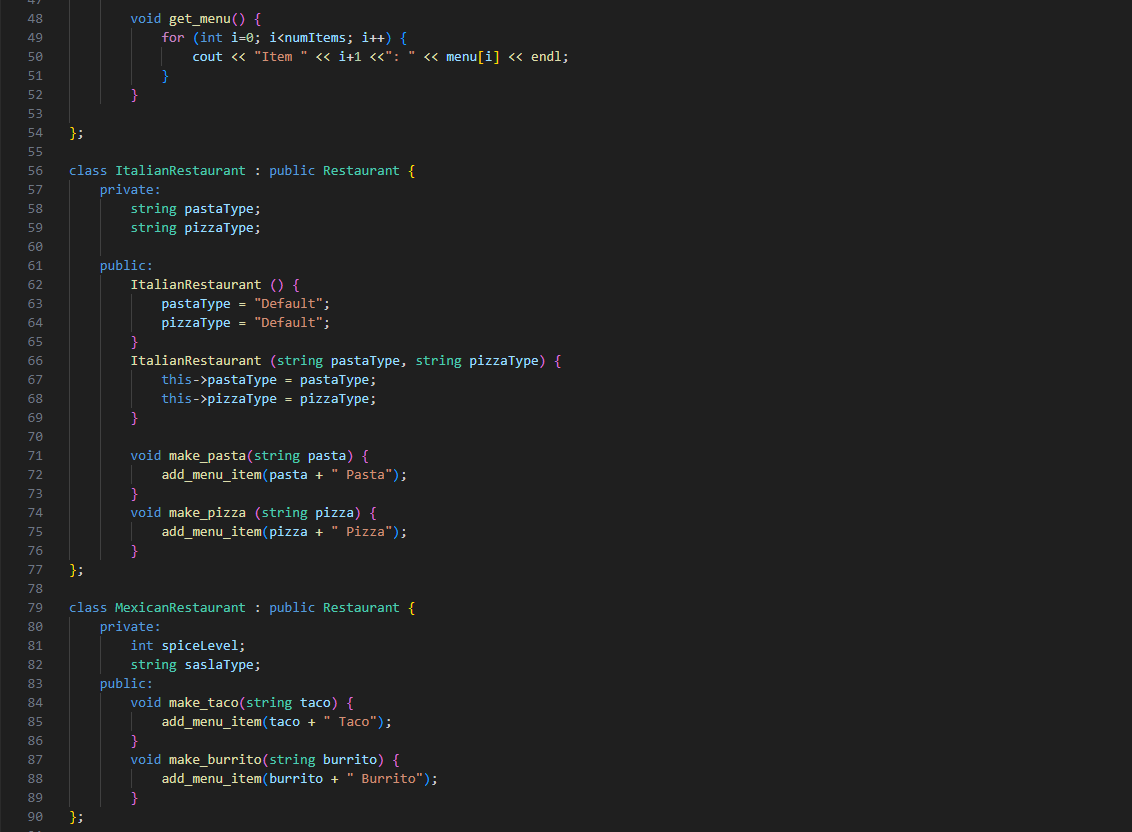 48 void get_menu() {
49 for (int i=0; i<numItems; i++) {
50 cout << "Item " << i+1 <<": " << menu[i] << endl;
51 }
52 }
53
54 };
55
56 class ItalianRestaurant : public Restaurant {
57 private:
58 string pastaType;
59 string pizzaType;
60
61 public:
62 ItalianRestaurant () {
63 pastaType = "Default";
64 pizzaType = "Default";
65 }
66 ItalianRestaurant (string pastaType, string pizzaType) {
67 this->pastaType = pastaType;
68 this->pizzaType = pizzaType;
69 }
70
71 void make_pasta(string pasta) {
72 add_menu_item(pasta + " Pasta");
73 }
74 void make_pizza (string pizza) {
75 add_menu_item(pizza + " Pizza");
76 }
77 };
78
79 class MexicanRestaurant : public Restaurant {
80 private:
81 int spiceLevel;
82 string saslaType;
83 public:
84 void make_taco(string taco) {
85 add_menu_item(taco + " Taco");
86 }
87 void make_burrito(string burrito) {
88 add_menu_item(burrito + " Burrito");
89 }
90 };